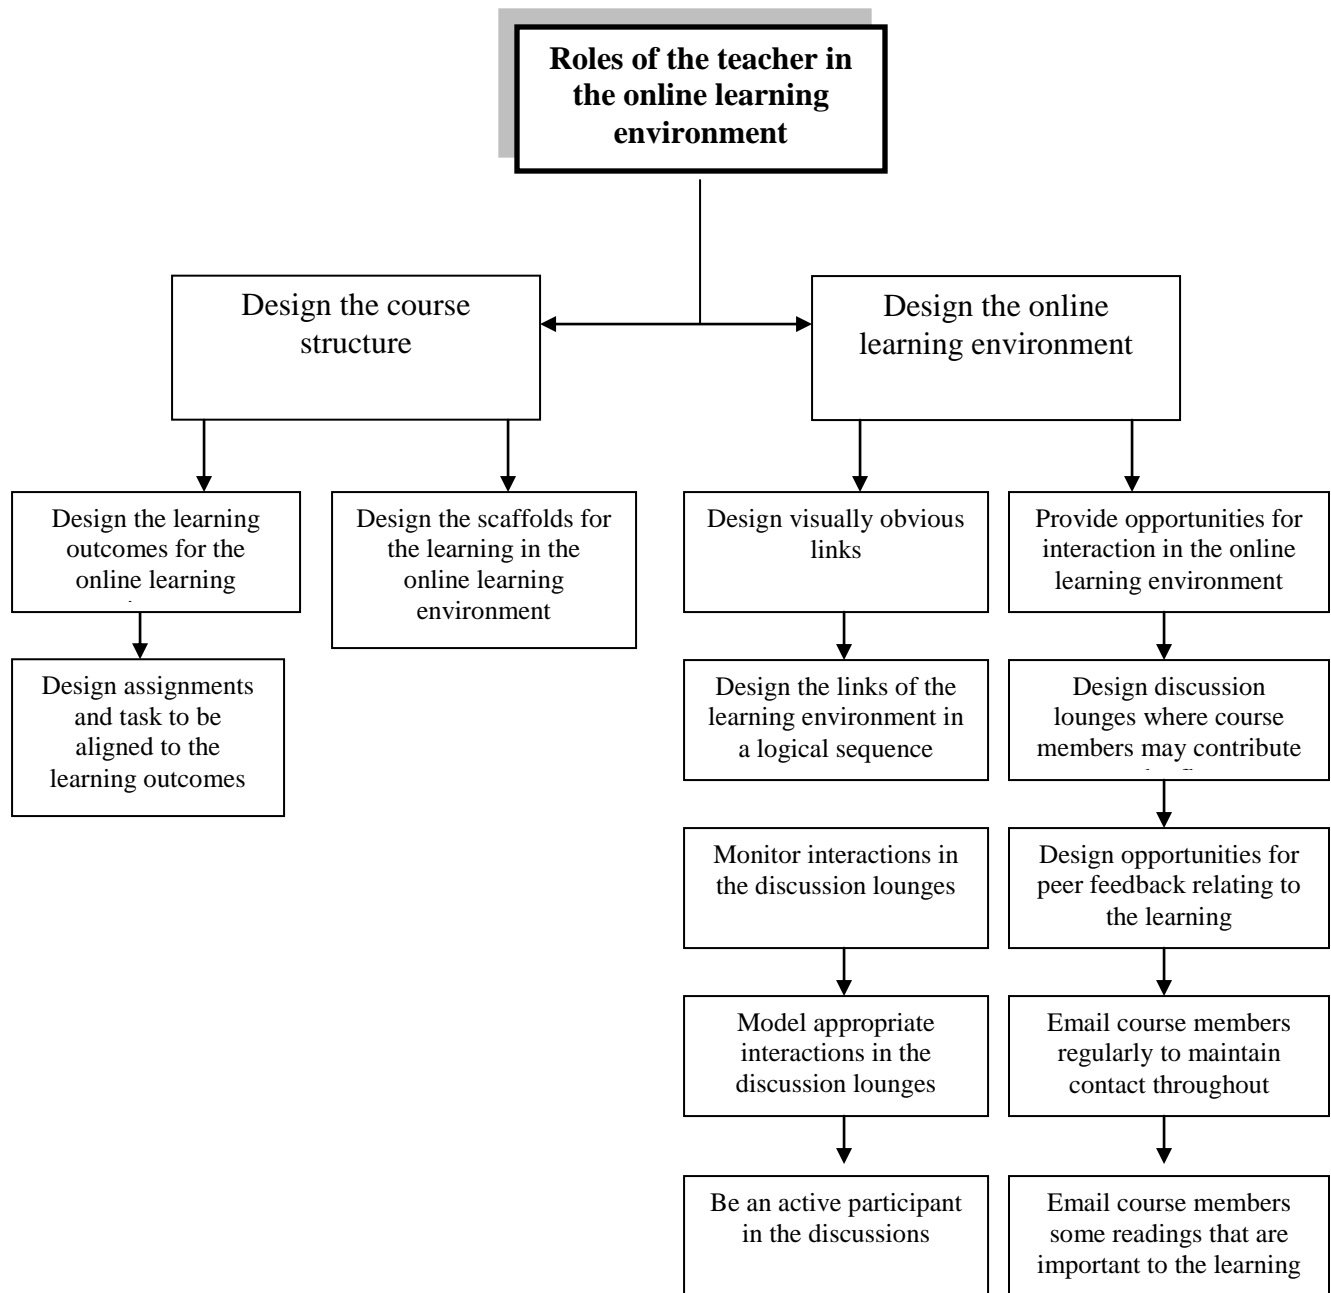 Roles of the teacher in
the online learning
environment
Design the course
structure
Design the online
learning environment
Design the learning
outcomes for the
online learning
Design the scaffolds for
the learning in the
online learning
environment
Design visually obvious
links
Provide opportunities for
interaction in the online
learning environment
Design assignments
and task to be
aligned to the
learning outcomes
Design the links of the
learning environment in
a logical sequence
Design discussion
lounges where course
members may contribute
Monitor interactions in
the discussion lounges
Design opportunities for
peer feedback relating to
the learning
Model appropriate
interactions in the
discussion lounges
Email course members
regularly to maintain
contact throughout
Be an active participant
in the discussions
Email course members
some readings that are
important to the learning